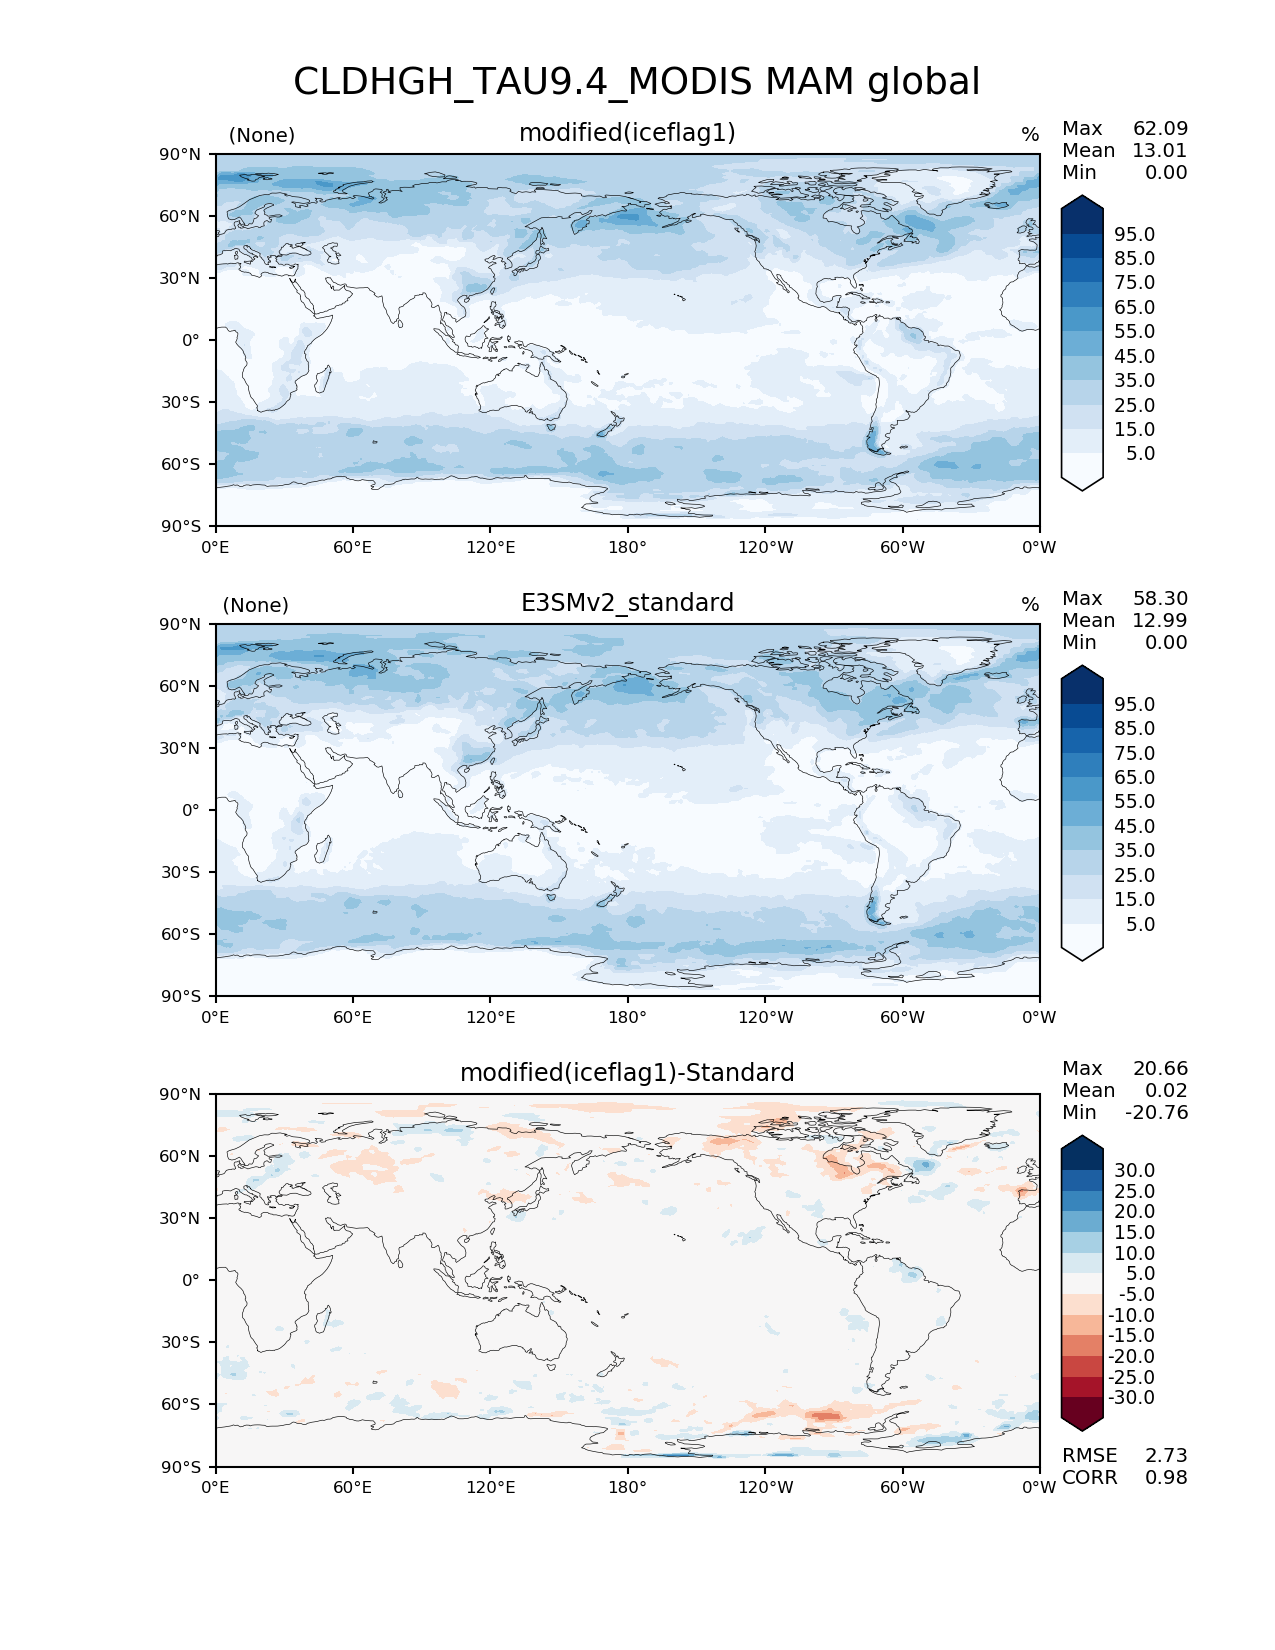 CLDHGH_TAU9.4_MODIS MAM global
(None) modified(iceflag1) %
Max 62.09
Mean 13.01
Min 0.00
90°N
60°N
30°N
0°
30°S
60°S
90°S
0°E 60°E 120°E 180° 120°W 60°W 0°W
95.0
85.0
75.0
65.0
55.0
45.0
35.0
25.0
15.0
5.0
(None) E3SMv2_standard %
Max 58.30
Mean 12.99
Min 0.00
90°N
60°N
30°N
0°
30°S
60°S
90°S
0°E 60°E 120°E 180° 120°W 60°W 0°W
95.0
85.0
75.0
65.0
55.0
45.0
35.0
25.0
15.0
5.0
modified(iceflag1)-Standard
Max 20.66
Mean 0.02
Min -20.76
90°N
60°N
30°N
0°
30°S
60°S
90°S
0°E 60°E 120°E 180° 120°W 60°W 0°W
30.0
25.0
20.0
15.0
10.0
5.0
-5.0
-10.0
-15.0
-20.0
-25.0
-30.0
RMSE 2.73
CORR 0.98